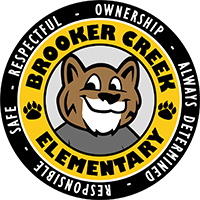 SAFE - RESPECTFUL - OWNERSHIP - ALWAYS DETERMINED - RESPONSIBLE -
BROOKER CREEK
ELEMENTARY